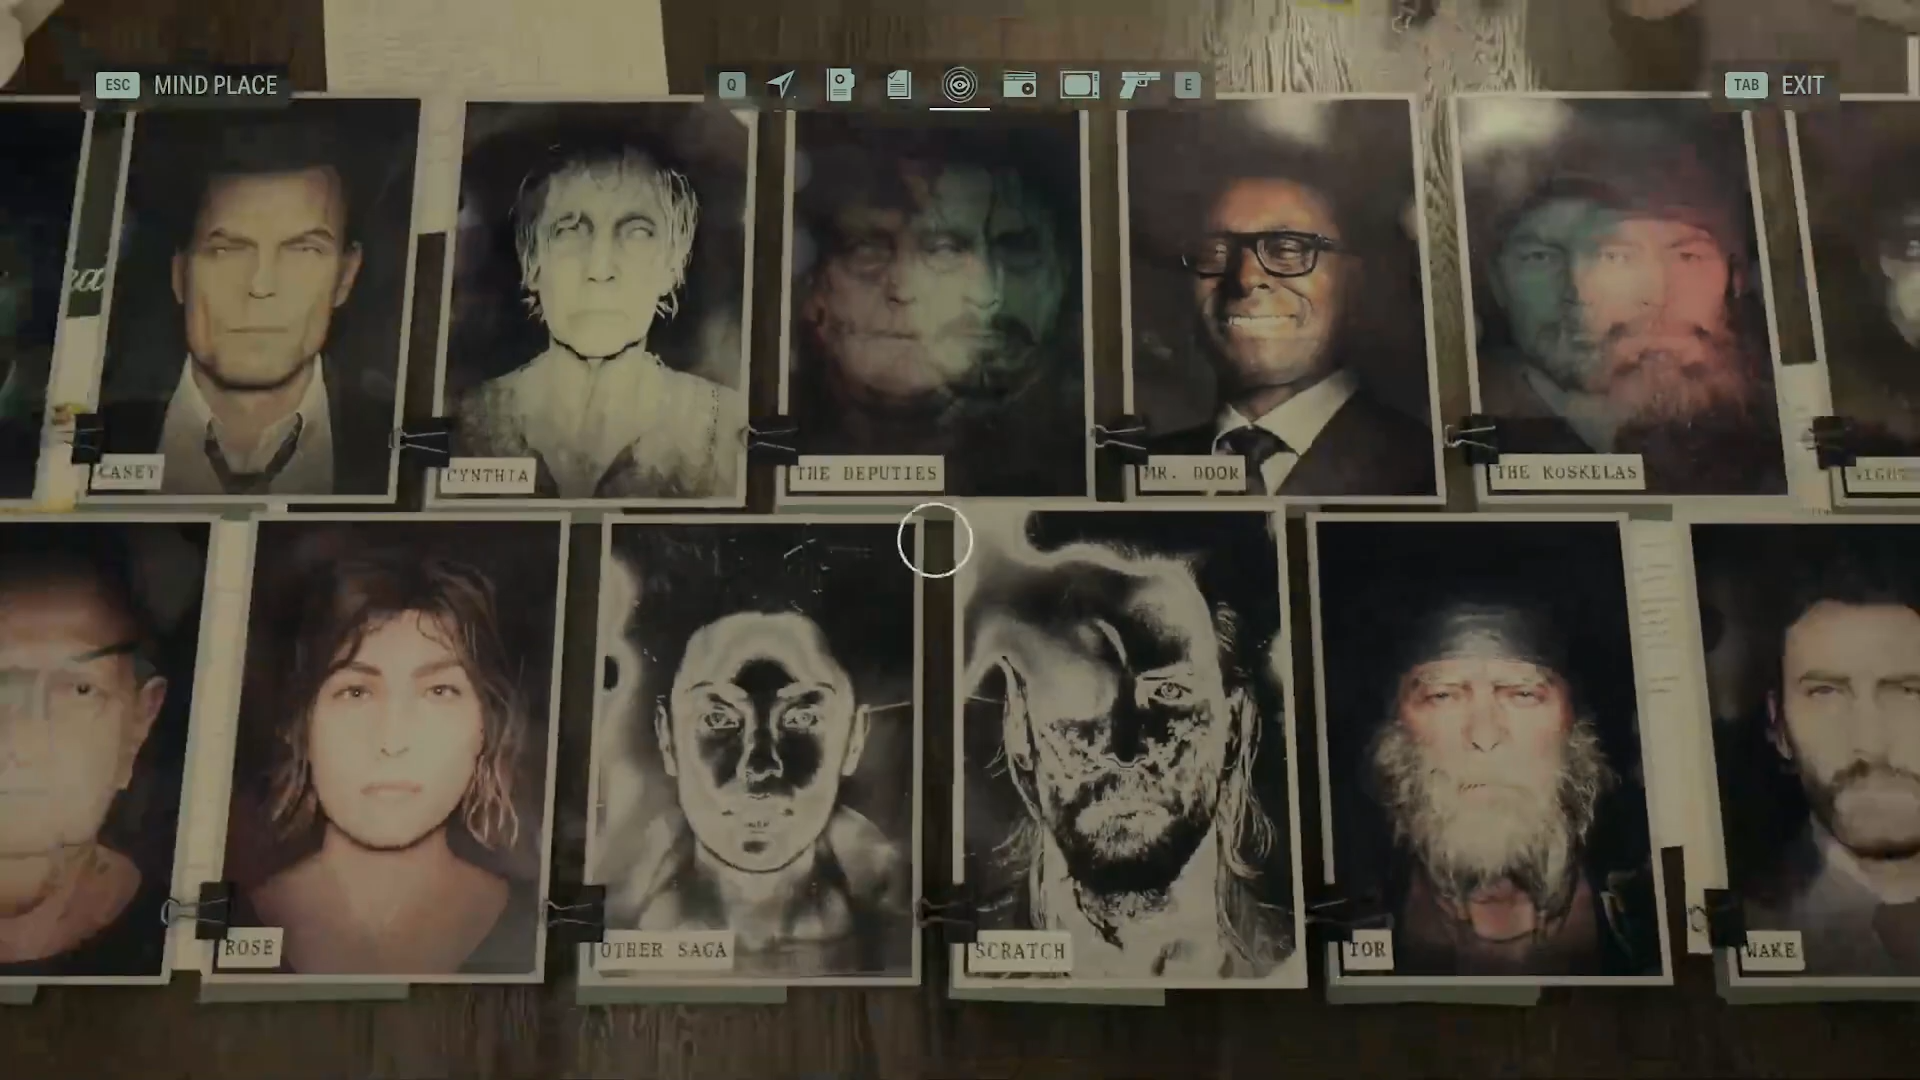 ESC MIND PLACE
Q
E
TAB EXIT
CASEY
CYNTHIA
THE DEPUTIES
MR. DOOR
THE KOSKELAS
ROSE
OTHER SAGA
SCRATCH
TOR
WAKE